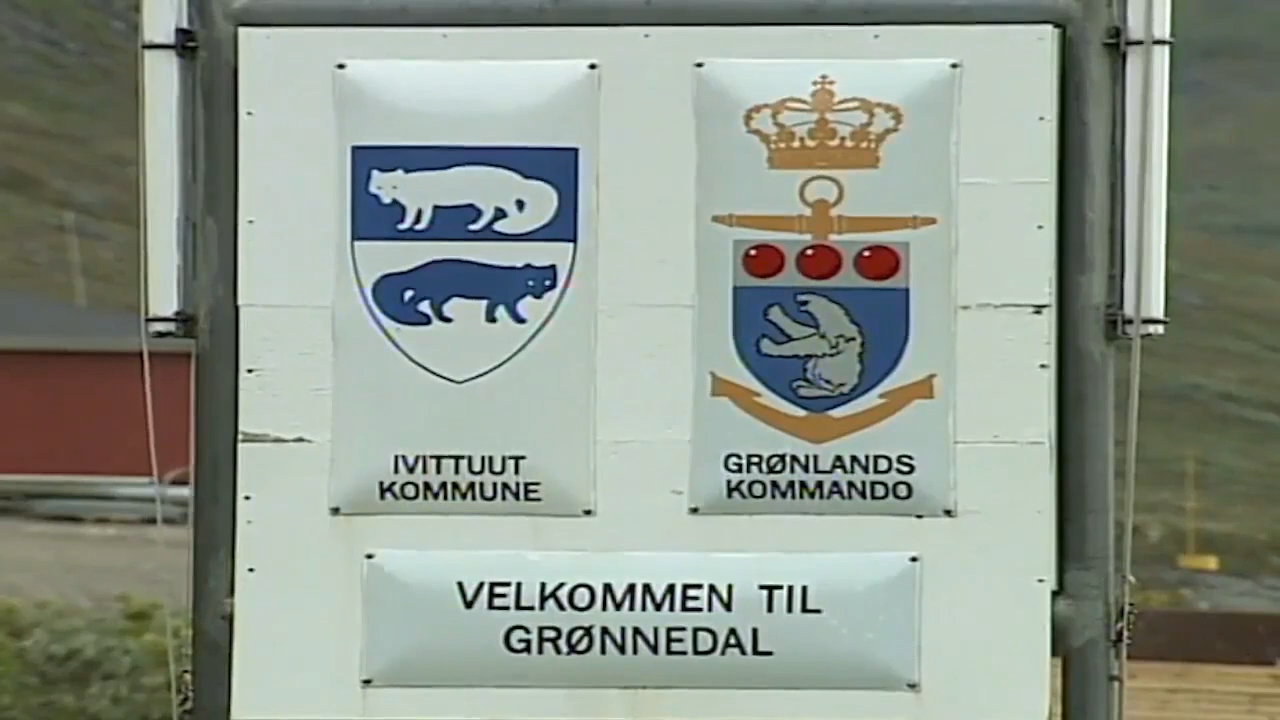 IVITTUUT
KOMMUNE
GRØNLANDS
KOMMANDO
VELKOMMEN TIL
GRØNNEDAL